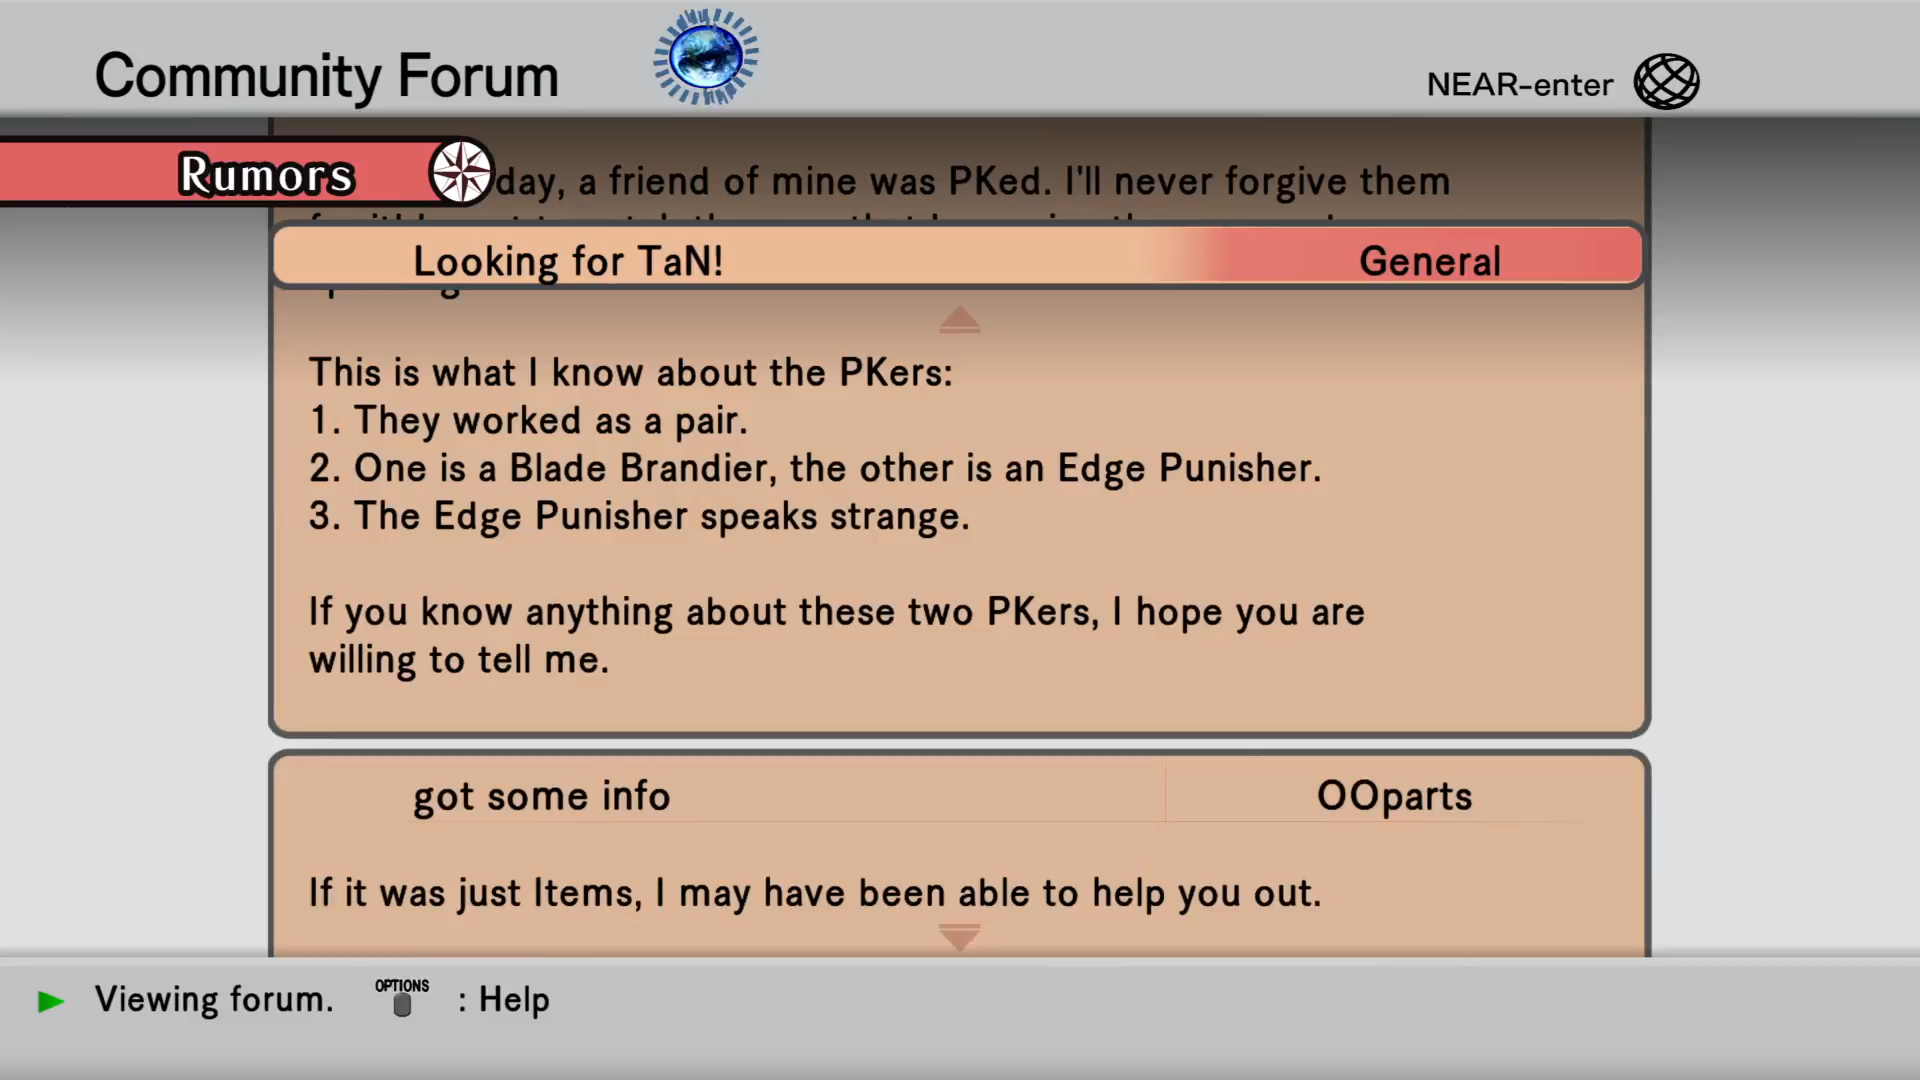 Community Forum
NEAR-enter
Rumors
day, a friend of mine was PKed. I'll never forgive them
Looking for TaN!
General
This is what I know about the PKers:
1. They worked as a pair.
2. One is a Blade Brandier, the other is an Edge Punisher.
3. The Edge Punisher speaks strange.
If you know anything about these two PKers, I hope you are
willing to tell me.
got some info
OOparts
If it was just Items, I may have been able to help you out.
Viewing forum.
OPTIONS
: Help